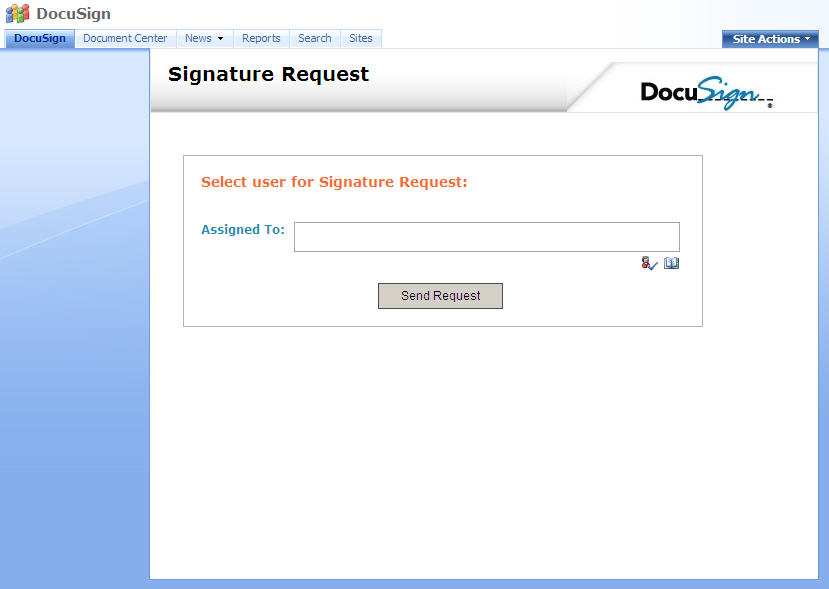 DocuSign
DocuSign Document Center News Reports Search Sites Site Actions
Signature Request
DocuSign®
Select user for Signature Request:
Assigned To:
Send Request